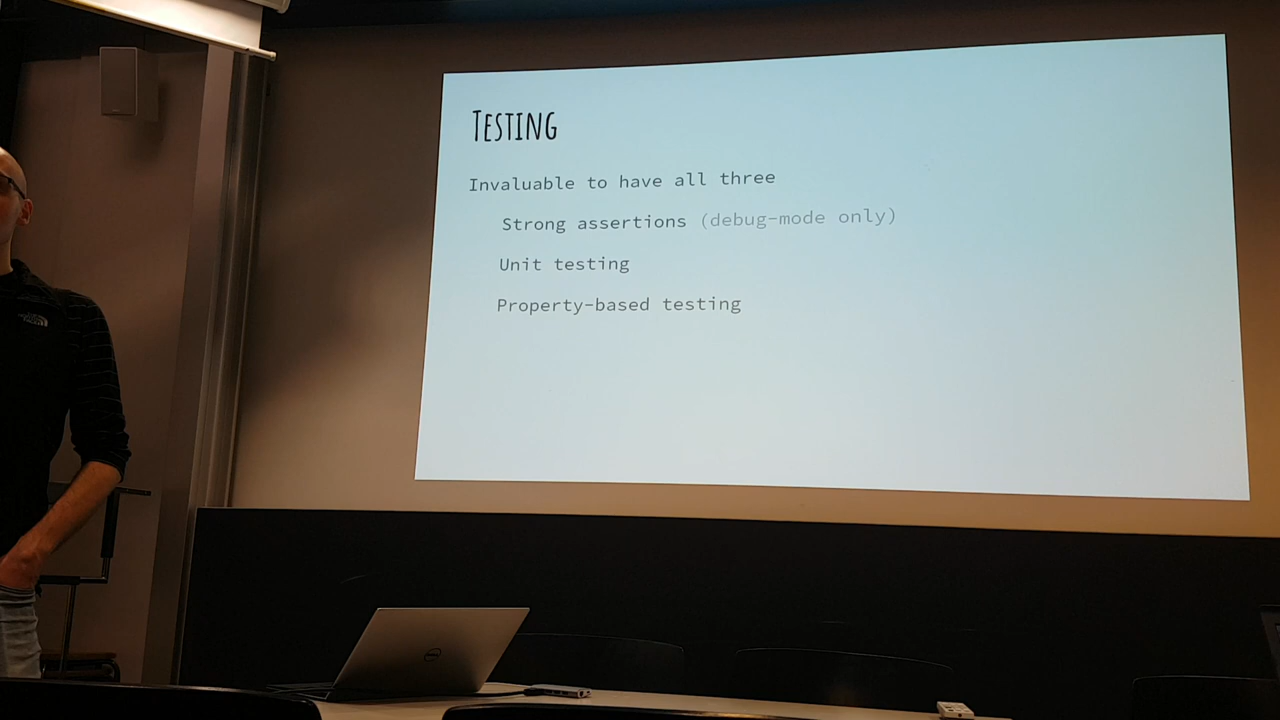 Testing
Invaluable to have all three
Strong assertions (debug-mode only)
Unit testing
Property-based testing